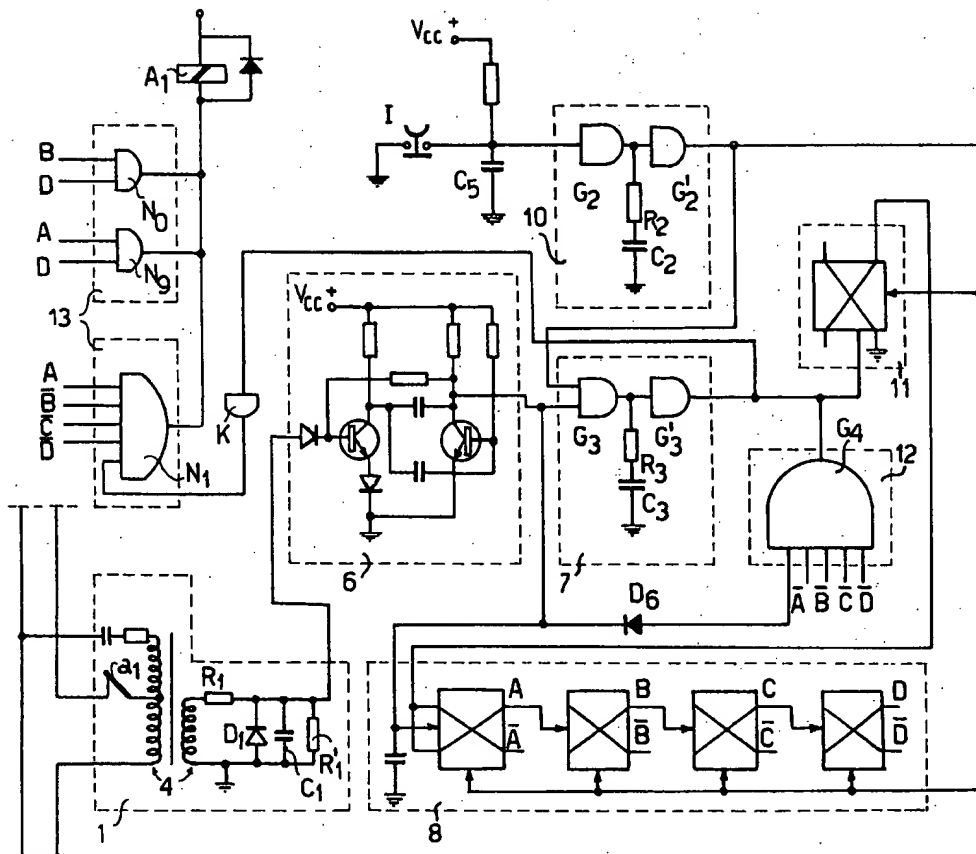 Vcc +
A1
I
B
D
N0
C5
G2
G'2
R2
C2
10
A
D
N9
13
Vcc +
11
A
B̅
C̅
D̅
N1
K
G3
G'3
R3
C3
G4
12
6
7
A̅ B̅ C̅ D̅
D6
a1
R1
D1
C1
R'1
4
1
A
A̅
B
B̅
C
C̅
D
D̅
8